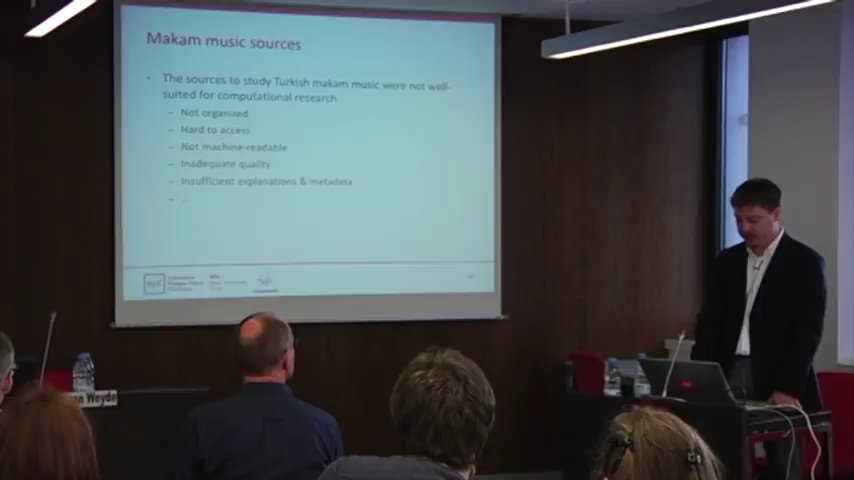 Makam music sources
• The sources to study Turkish makam music were not well-
suited for computational research
– Not organized
– Hard to access
– Not machine-readable
– Inadequate quality
– Insufficient explanations & metadata
– ...
upf
Weyde